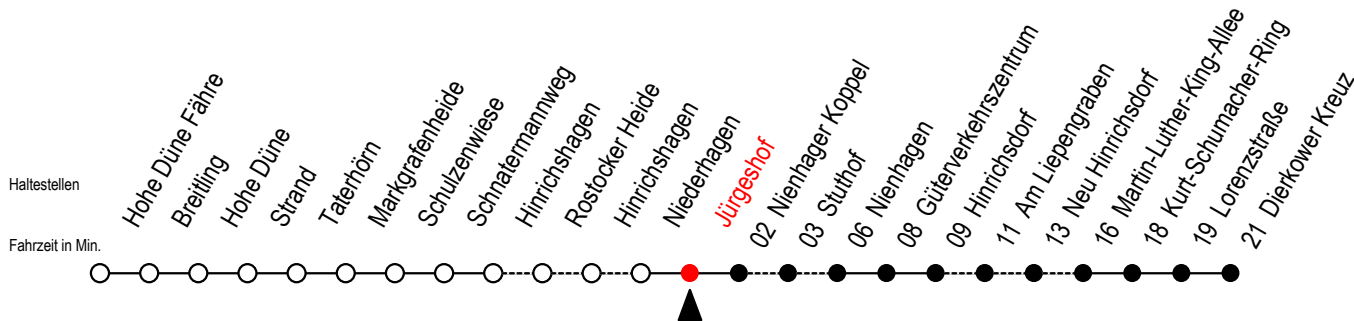 Haltestellen
Fahrzeit in Min.
Hohe Düne Fähre
Breitling
Hohe Düne
Strand
Taterhörn
Markgrafenheide
Schulzenwiese
Schnatermannweg
Hinrichshagen
Rostocker Heide
Hinrichshagen
Niederhagen
Jürgeshof
02 Nienhager Koppel
03 Stuthof
06 Nienhagen
08 Güterverkehrszentrum
09 Hinrichsdorf
11 Am Liepengraben
13 Neu Hinrichsdorf
16 Martin-Luther-King-Allee
18 Kurt-Schumacher-Ring
19 Lorenzstraße
21 Dierkower Kreuz